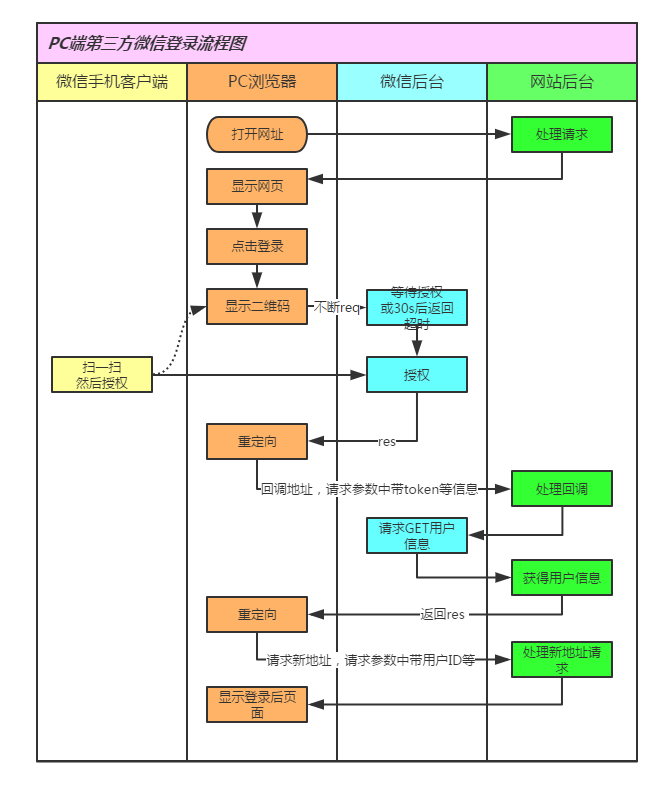 PC端第三方微信登录流程图
微信手机客户端
PC浏览器
微信后台
网站后台
打开网址
处理请求
显示网页
点击登录
显示二维码
不断req
等待授权
或30s后返回
超时
扫一扫
然后授权
授权
重定向
res
回调地址，请求参数中带token等信息
处理回调
请求GET用户
信息
获得用户信息
重定向
返回res
请求新地址，请求参数中带用户ID等
处理新地址请
求
显示登录后页
面